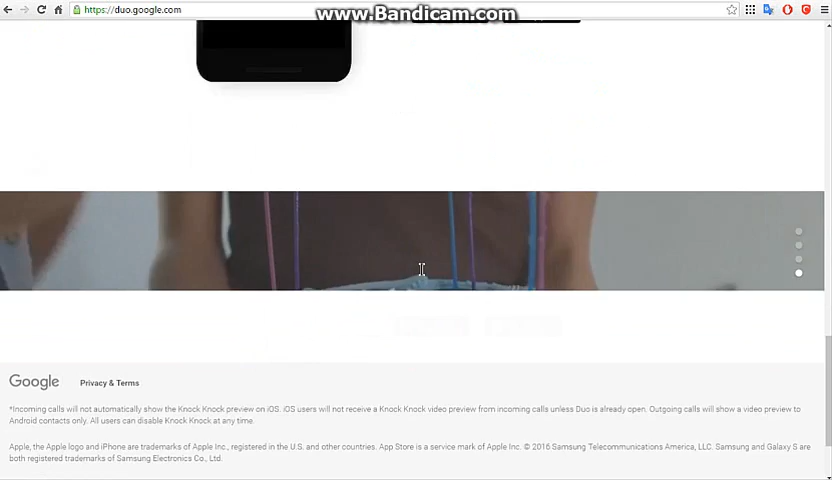 https://duo.google.com
www.Bandicam.com
Google
Privacy & Terms
*Incoming calls will not automatically show the Knock Knock preview on iOS. iOS users will not receive a Knock Knock video preview from incoming calls unless Duo is already open. Outgoing calls will show a video preview to
Android contacts only. All users can disable Knock Knock at any time.
Apple, the Apple logo and iPhone are trademarks of Apple Inc., registered in the U.S. and other countries. App Store is a service mark of Apple Inc. © 2016 Samsung Telecommunications America, LLC. Samsung and Galaxy S are
both registered trademarks of Samsung Electronics Co., Ltd.